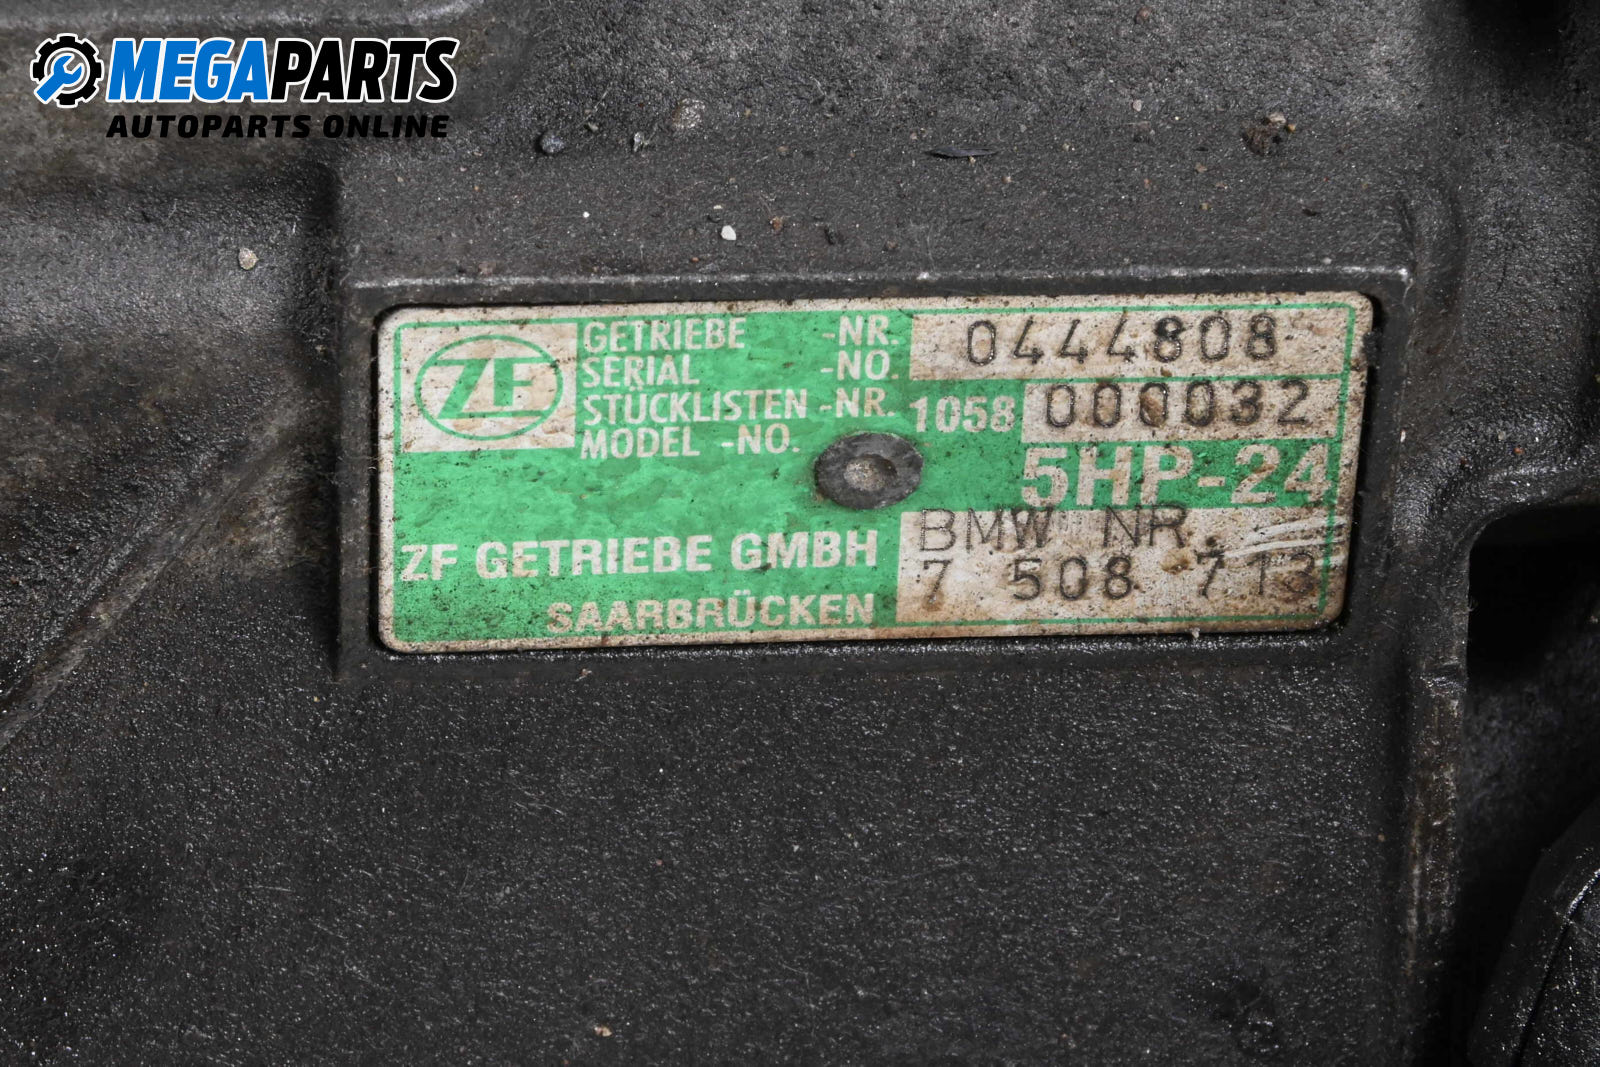 MEGAPARTS
AUTOPARTS ONLINE
ZF
GETRIEBE -NR. 0444808
SERIAL -NO.
STÜCKLISTEN -NR. 1058 000032
MODEL -NO.
5HP-24
BMW NR.
ZF GETRIEBE GMBH 7 508 713
SAARBRÜCKEN